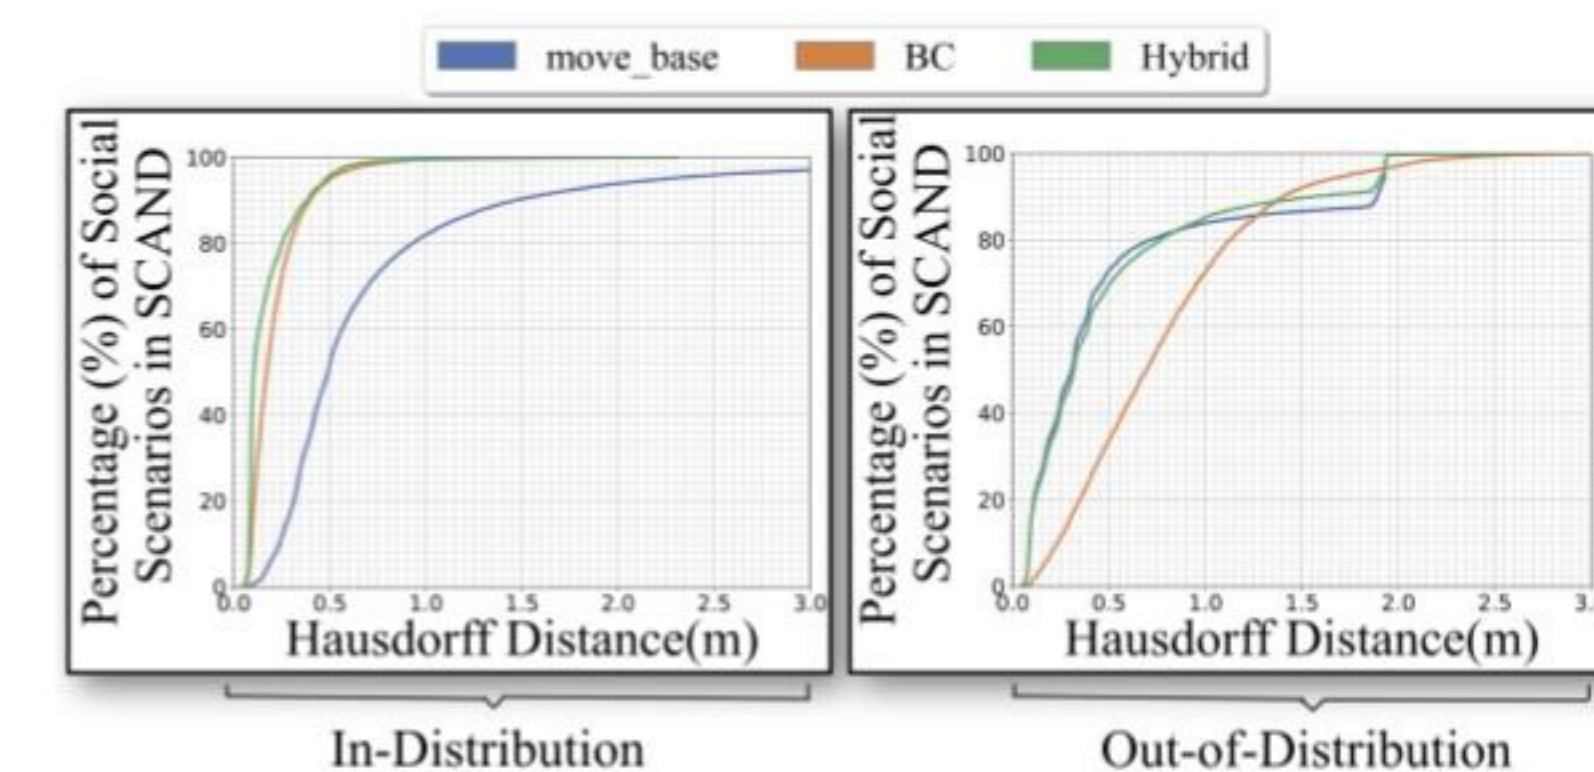 move_base BC Hybrid
Percentage (%) of Social
Scenarios in SCAND
100
80
60
40
20
0
0.0 0.5 1.0 1.5 2.0 2.5 3.0
Hausdorff Distance(m)
In-Distribution
Percentage (%) of Social
Scenarios in SCAND
100
80
60
40
20
0
0.0 0.5 1.0 1.5 2.0 2.5 3.
Hausdorff Distance(m)
Out-of-Distribution